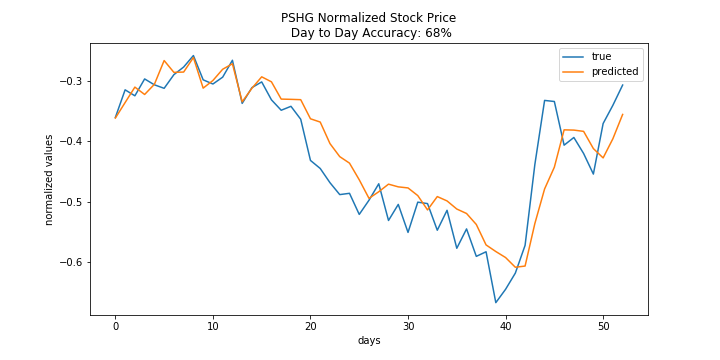 PSHG Normalized Stock Price
Day to Day Accuracy: 68%
true
predicted
normalized values
−0.3
−0.4
−0.5
−0.6
0
10
20
30
40
50
days